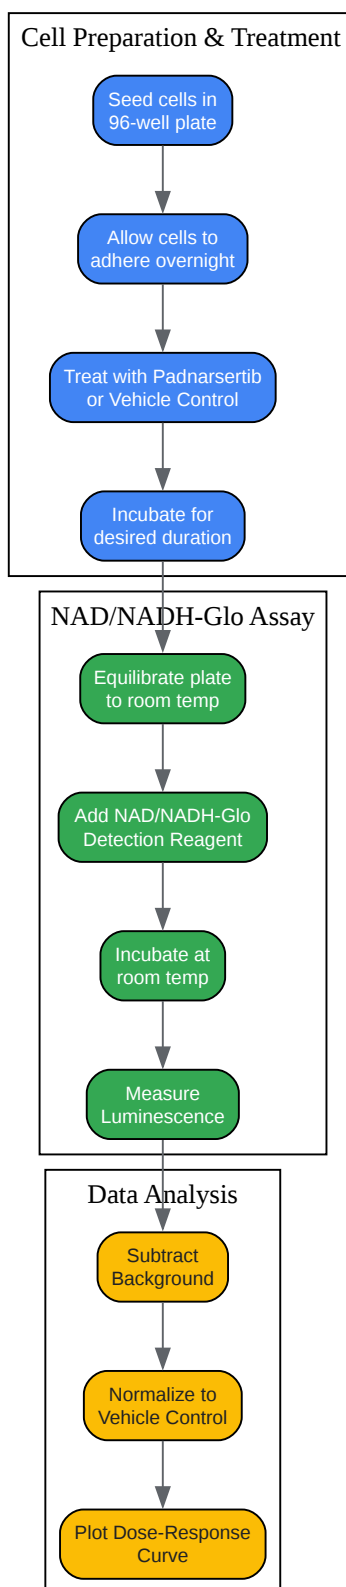 Cell Preparation & Treatment
Seed cells in
96-well plate
Allow cells to
adhere overnight
Treat with Padnarsertib
or Vehicle Control
Incubate for
desired duration
NAD/NADH-Glo Assay
Equilibrate plate
to room temp
Add NAD/NADH-Glo
Detection Reagent
Incubate at
room temp
Measure
Luminescence
Data Analysis
Subtract
Background
Normalize to
Vehicle Control
Plot Dose-Response
Curve